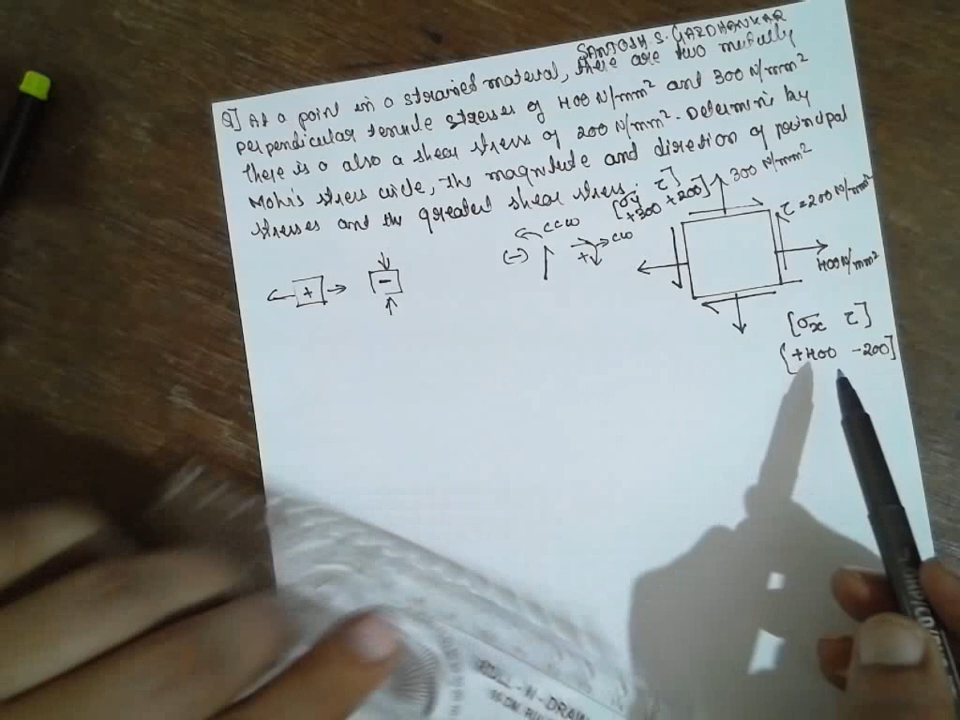 SANTOSH.S.GARDHANKAR
Q] At a point in a strained material, there are two mutully
perpendicular tensile stresses of 400 N/mm² and 300 N/mm²
there is a also a shear stress of 200 N/mm². Determine by
Mohr's stress circle, the magnitude and direction of principal
stresses and the greatest shear stress.
[σy τ]
[+300 +200]
300 N/mm²
τ = 200 N/mm²
400 N/mm²
CCW
(-)
CW
+
+
-
[σx τ]
[+400 -200]
ROLL-N-DRAW